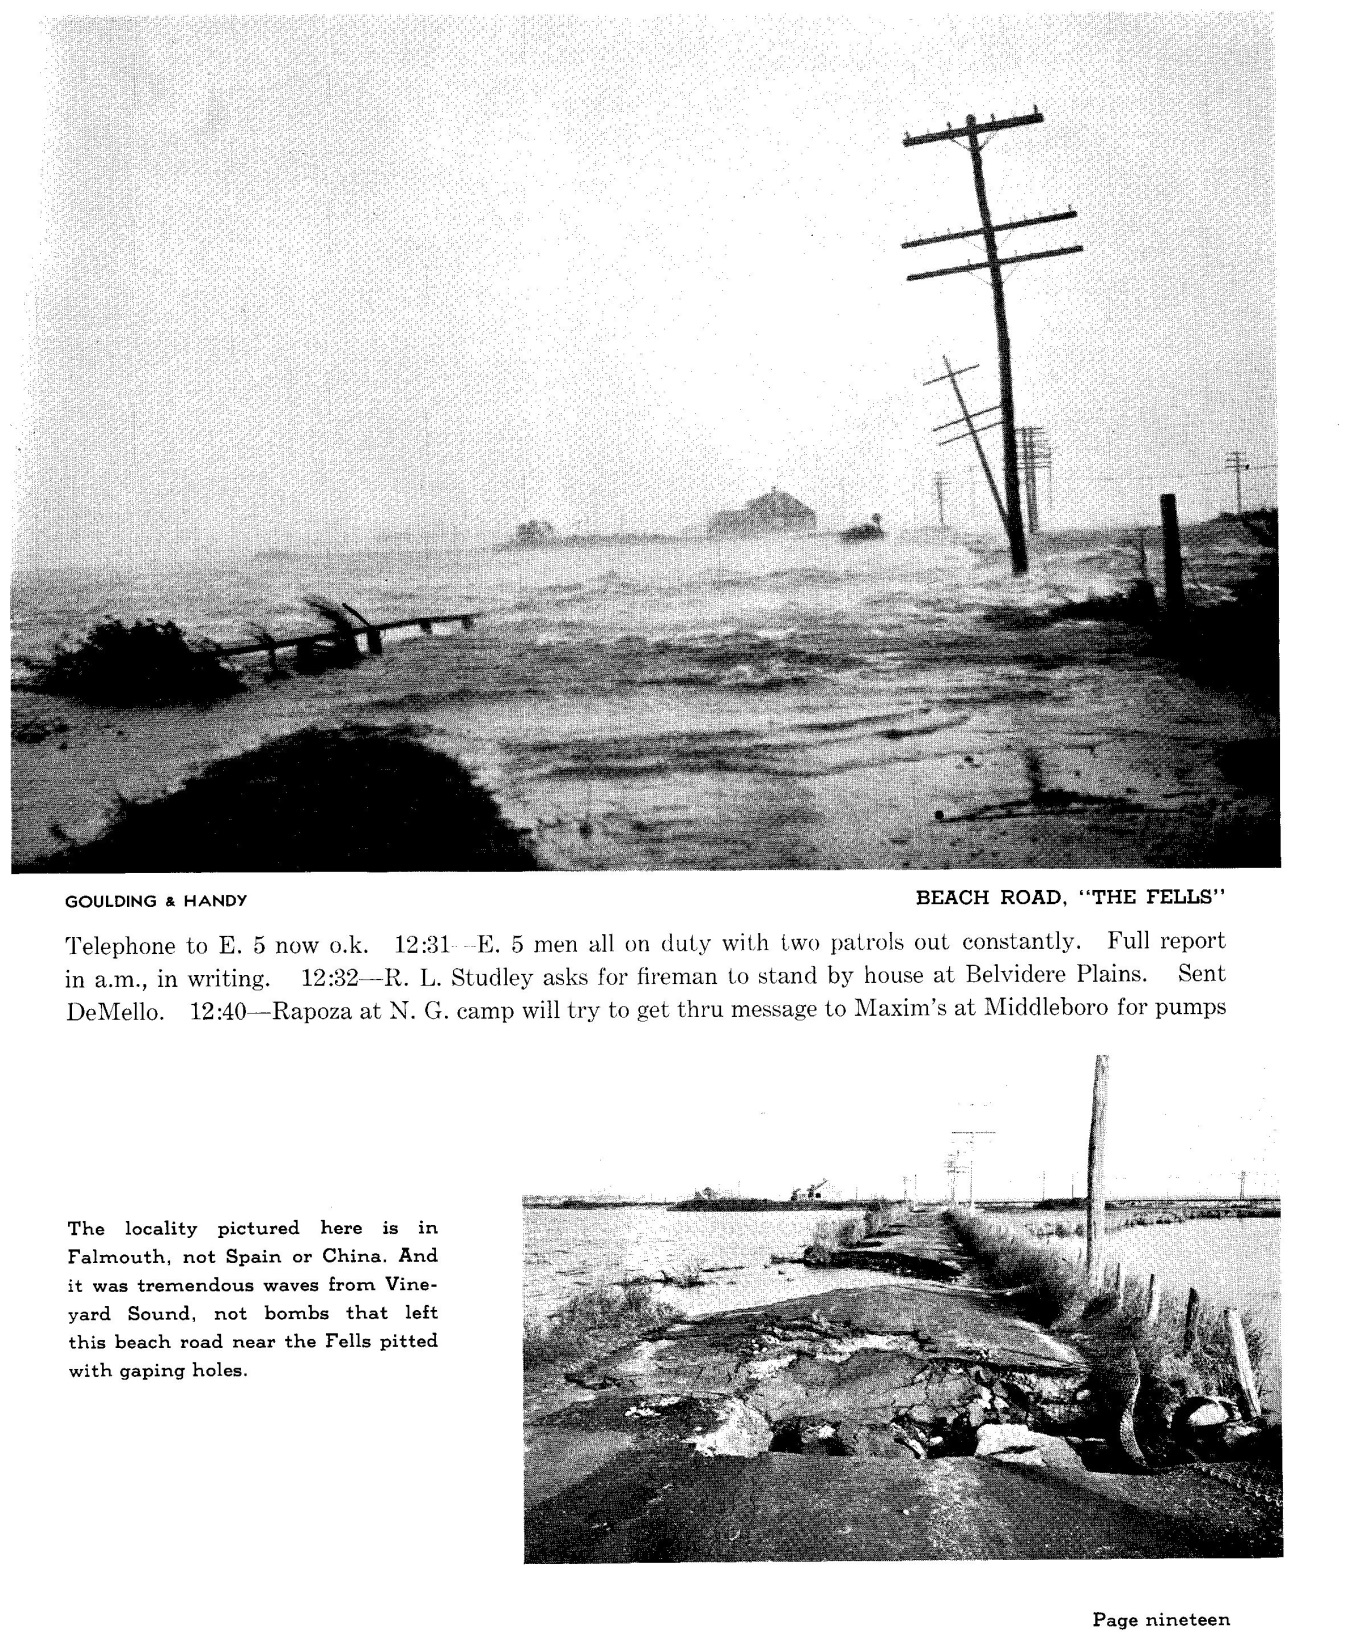 GOULDING & HANDY
BEACH ROAD, "THE FELLS"
Telephone to E. 5 now o.k. 12:31—E. 5 men all on duty with two patrols out constantly. Full report
in a.m., in writing. 12:32—R. L. Studley asks for fireman to stand by house at Belvidere Plains. Sent
DeMello. 12:40—Rapoza at N. G. camp will try to get thru message to Maxim's at Middleboro for pumps
The locality pictured here is in
Falmouth, not Spain or China. And
it was tremendous waves from Vine-
yard Sound, not bombs that left
this beach road near the Fells pitted
with gaping holes.
Page nineteen